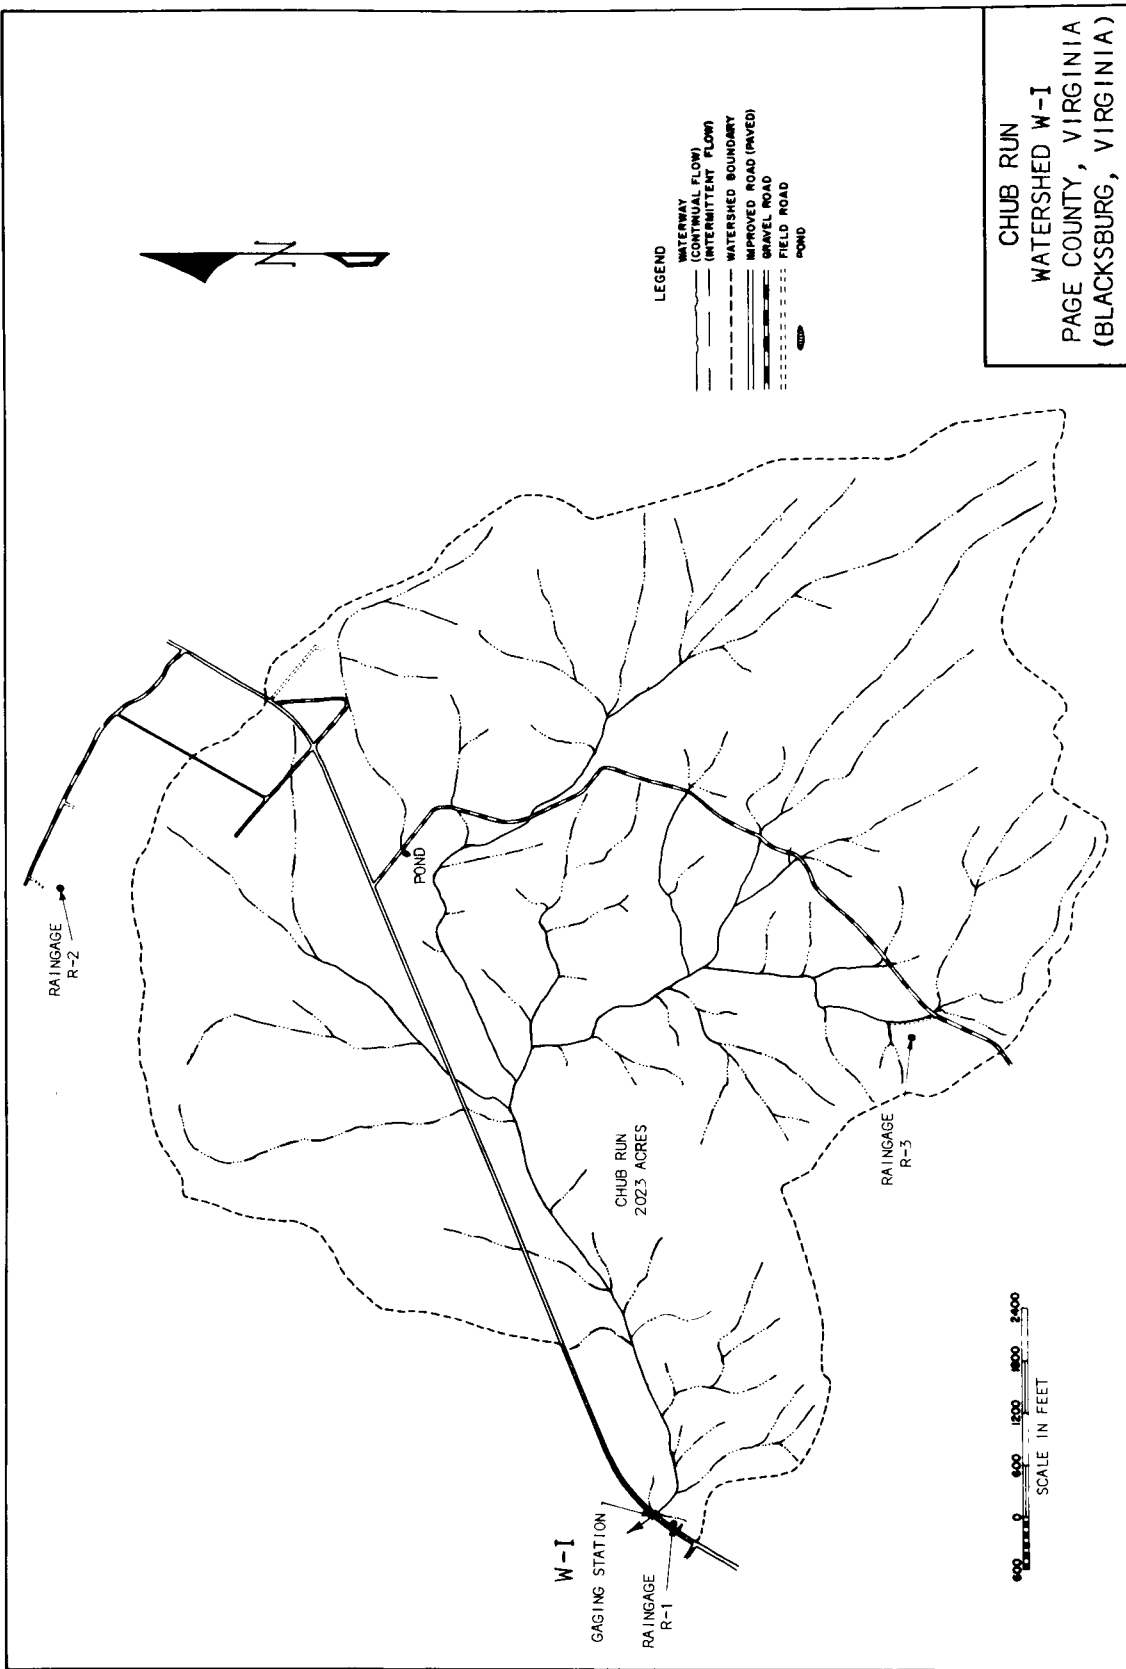 RAINGAGE
R-2
N
LEGEND
WATERWAY
(CONTINUAL FLOW)
(INTERMITTENT FLOW)
WATERSHED BOUNDARY
IMPROVED ROAD (PAVED)
GRAVEL ROAD
FIELD ROAD
POND
POND
CHUB RUN
2023 ACRES
RAINGAGE
R-3
W-I
GAGING STATION
RAINGAGE
R-1
600 0 600 1200 1800 2400
SCALE IN FEET
CHUB RUN
WATERSHED W-I
PAGE COUNTY, VIRGINIA
(BLACKSBURG, VIRGINIA)